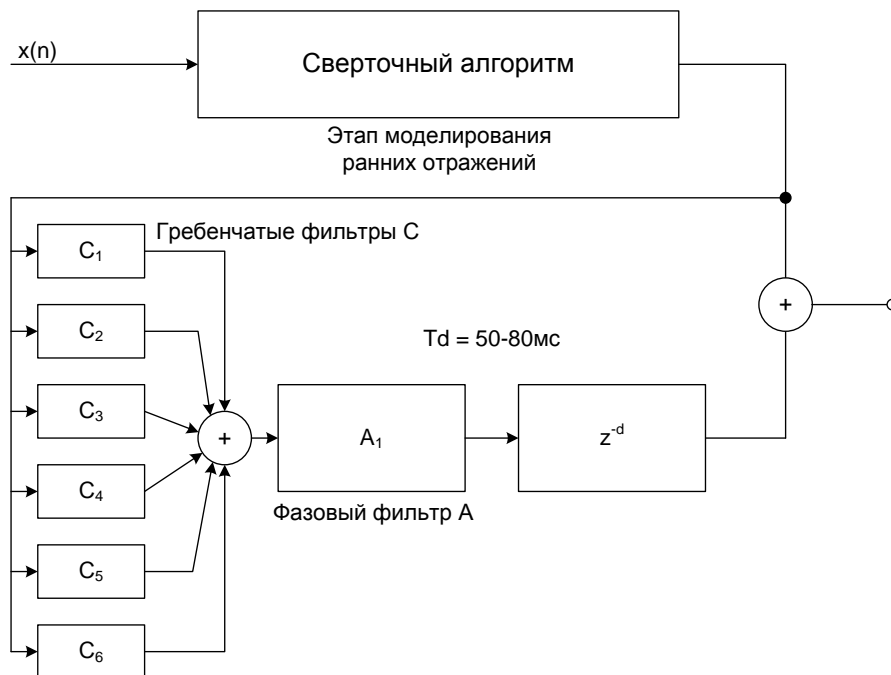 x(n)
Сверточный алгоритм
Этап моделирования
ранних отражений
Гребенчатые фильтры C
C₁
C₂
C₃
C₄
C₅
C₆
+
Td = 50-80мс
A₁
Фазовый фильтр A
z⁻ᵈ
+